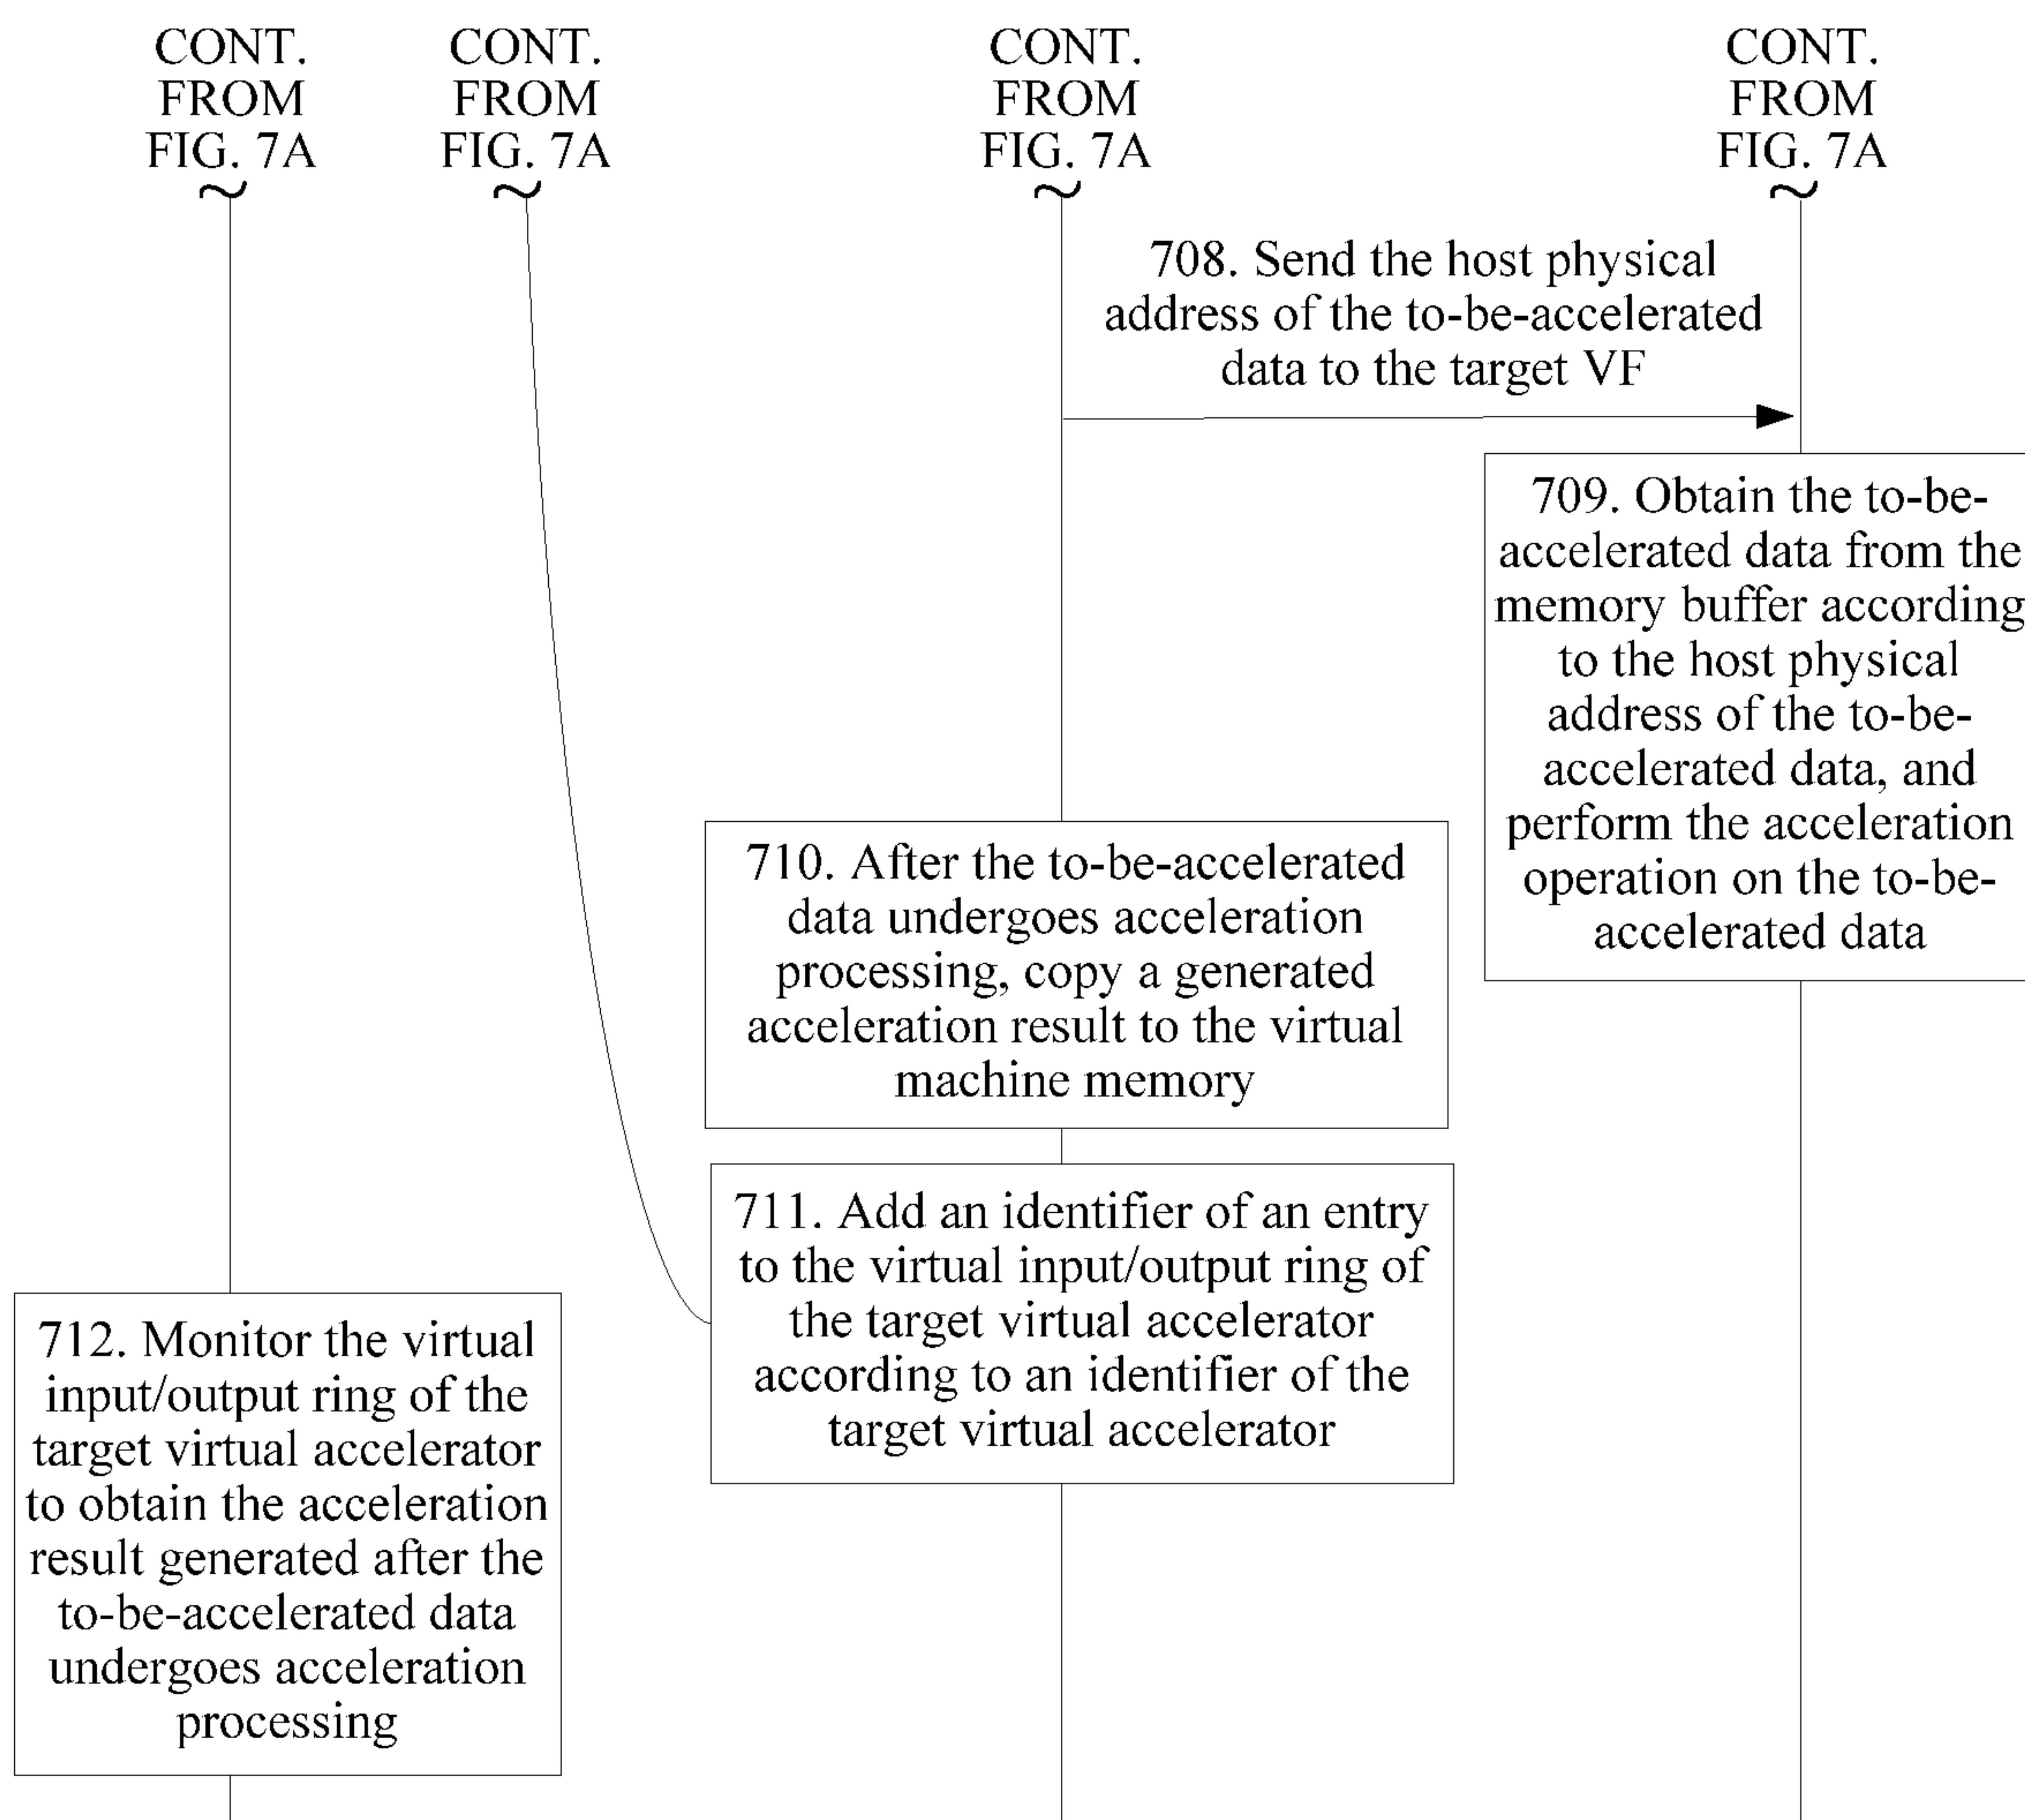 CONT.
FROM
FIG. 7A
CONT.
FROM
FIG. 7A
CONT.
FROM
FIG. 7A
CONT.
FROM
FIG. 7A
708. Send the host physical
address of the to-be-accelerated
data to the target VF
709. Obtain the to-be-
accelerated data from the
memory buffer according
to the host physical
address of the to-be-
accelerated data, and
perform the acceleration
operation on the to-be-
accelerated data
710. After the to-be-accelerated
data undergoes acceleration
processing, copy a generated
acceleration result to the virtual
machine memory
711. Add an identifier of an entry
to the virtual input/output ring of
the target virtual accelerator
according to an identifier of the
target virtual accelerator
712. Monitor the virtual
input/output ring of the
target virtual accelerator
to obtain the acceleration
result generated after the
to-be-accelerated data
undergoes acceleration
processing